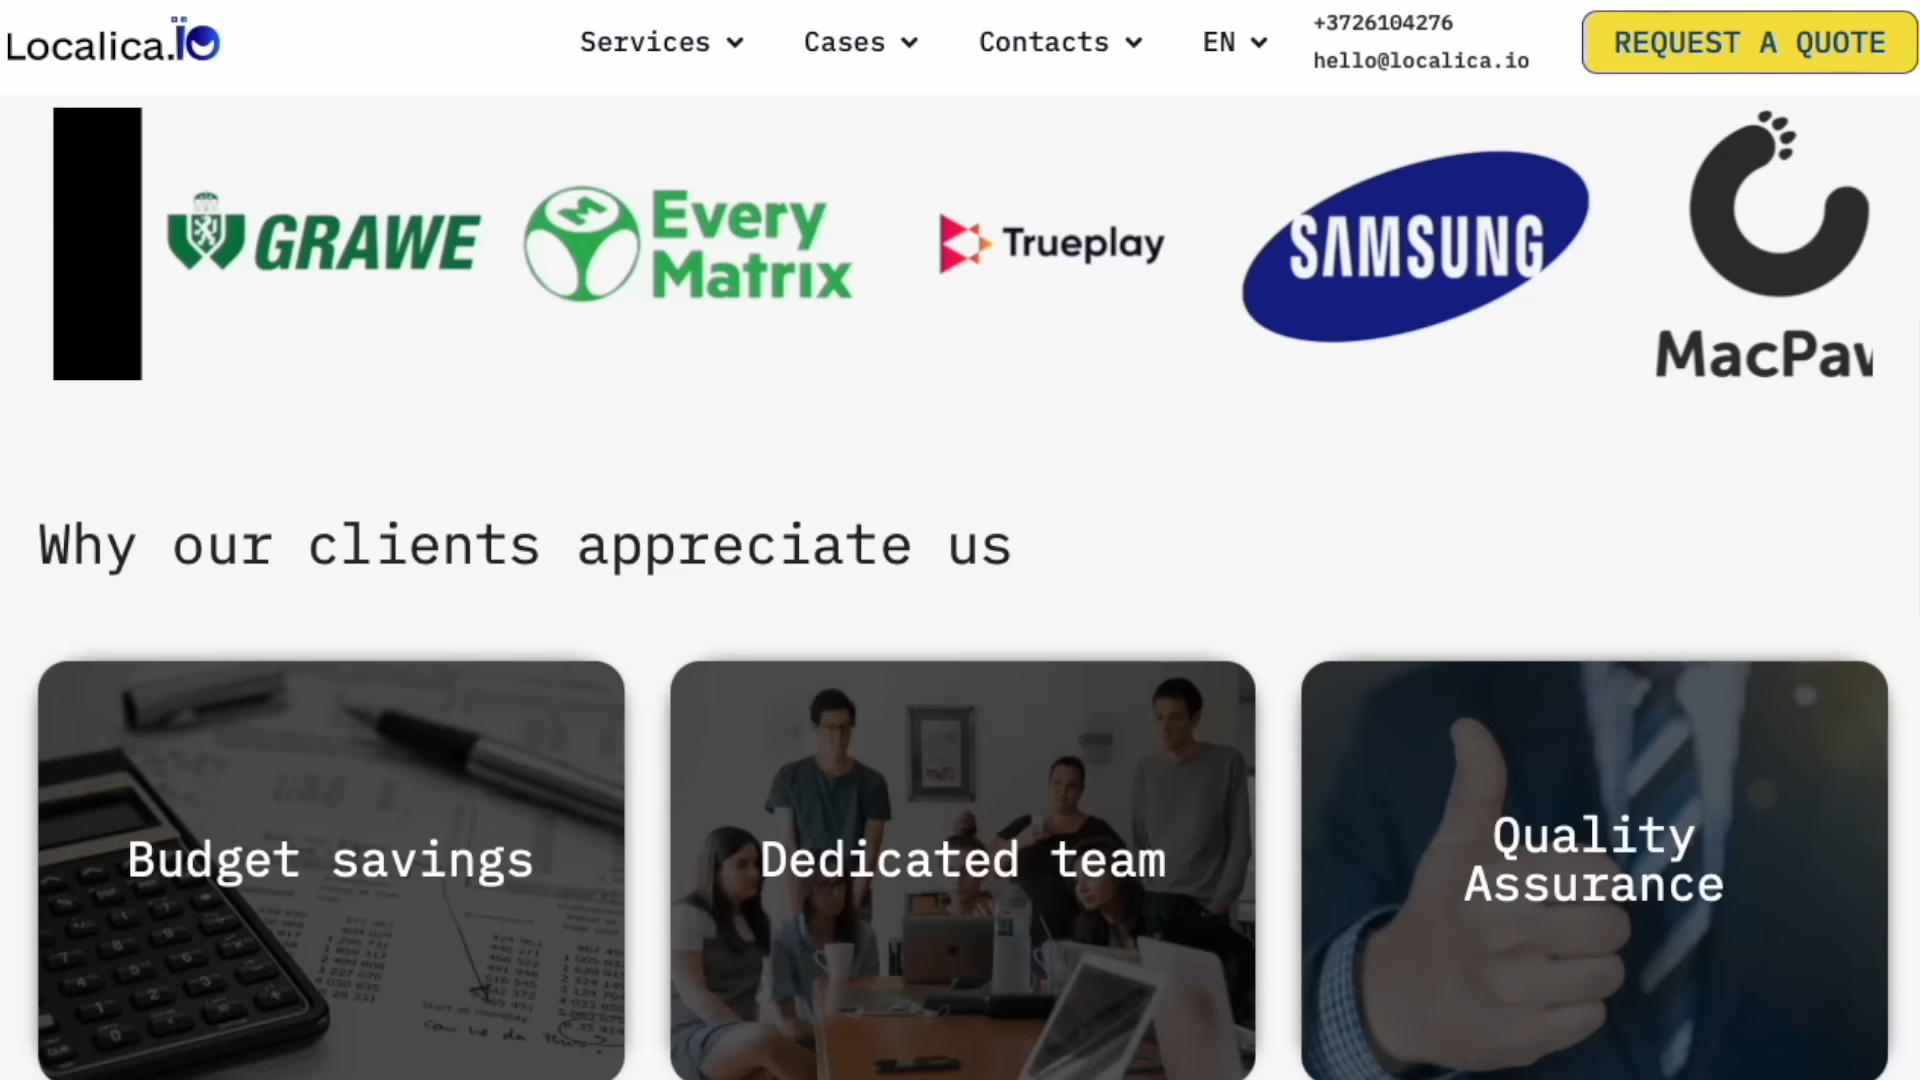 Localica.io
Services
Cases
Contacts
EN
+3726104276
hello@localica.io
REQUEST A QUOTE
GRAWE
Every
Matrix
Trueplay
SAMSUNG
MacPaw
Why our clients appreciate us
Budget savings
Dedicated team
Quality
Assurance